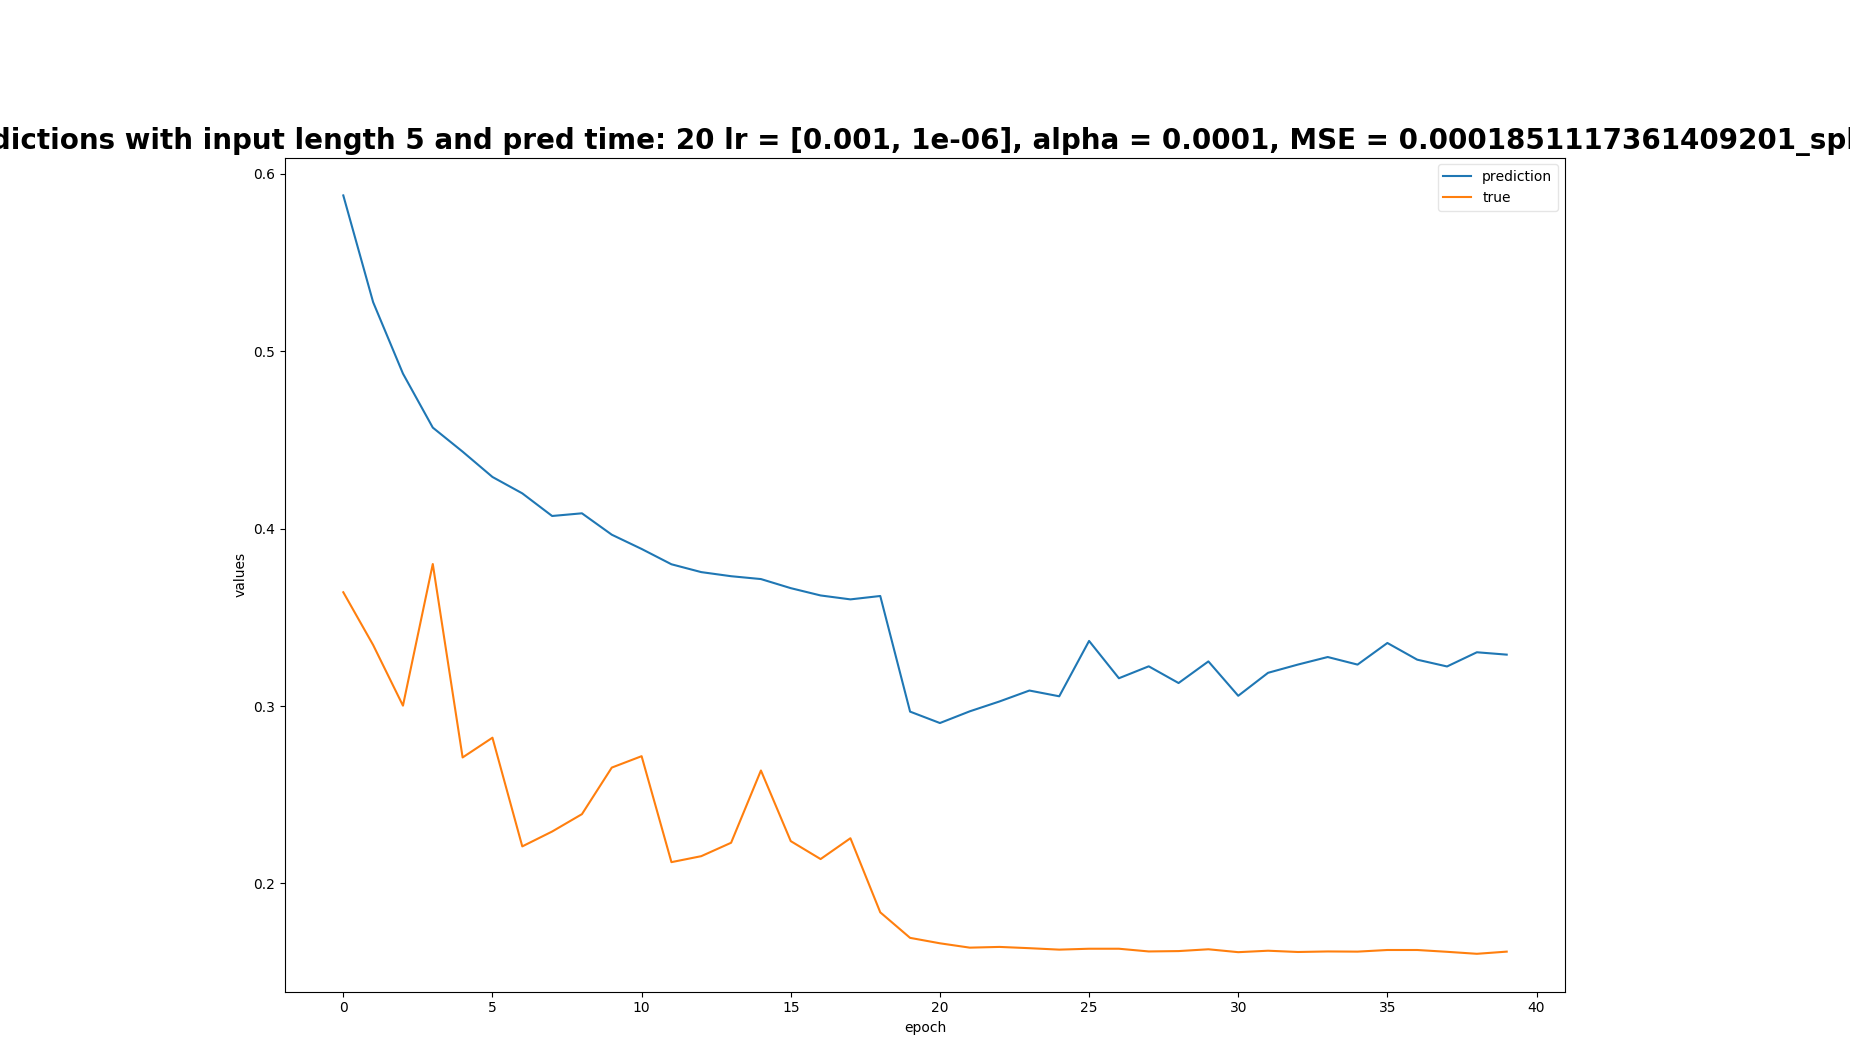 dictions with input length 5 and pred time: 20 lr = [0.001, 1e-06], alpha = 0.0001, MSE = 0.0001851117361409201_spl
prediction
true
0.6
0.5
0.4
0.3
0.2
values
0 5 10 15 20 25 30 35 40
epoch